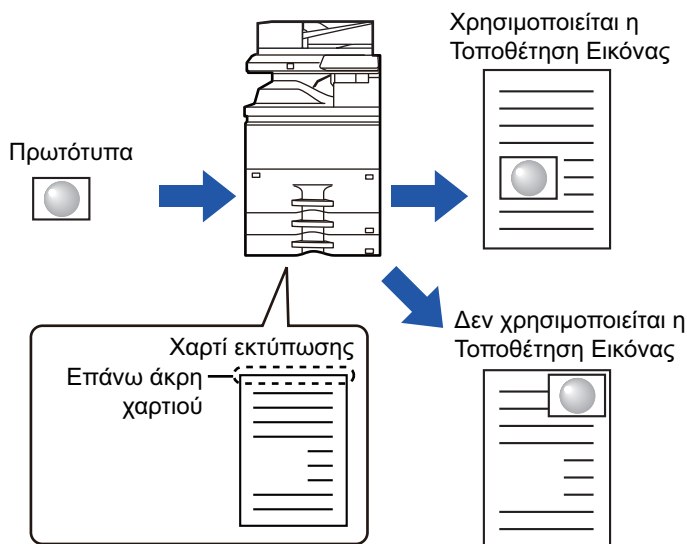 Χρησιμοποιείται η
Τοποθέτηση Εικόνας
Πρωτότυπα
Δεν χρησιμοποιείται η
Τοποθέτηση Εικόνας
Χαρτί εκτύπωσης
Επάνω άκρη
χαρτιού